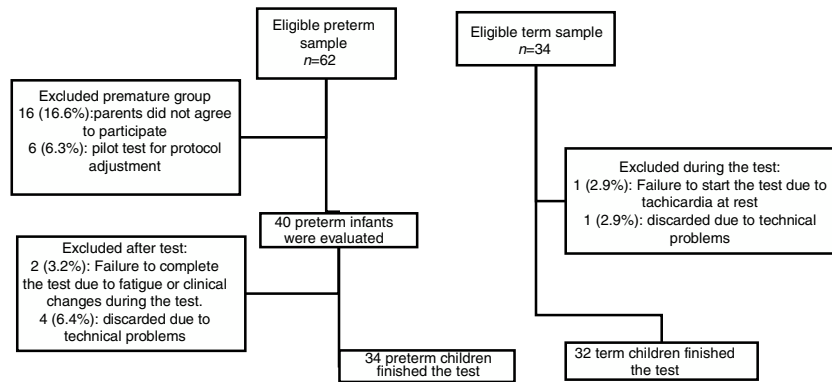 Eligible preterm
sample
n=62
Eligible term sample
n=34
Excluded premature group
16 (16.6%):parents did not agree
to participate
6 (6.3%): pilot test for protocol
adjustment
Excluded during the test:
1 (2.9%): Failure to start the test due to
tachicardia at rest
1 (2.9%): discarded due to technical
problems
40 preterm infants
were evaluated
Excluded after test:
2 (3.2%): Failure to complete
the test due to fatigue or clinical
changes during the test.
4 (6.4%): discarded due to
technical problems
34 preterm children
finished the test
32 term children finished
the test